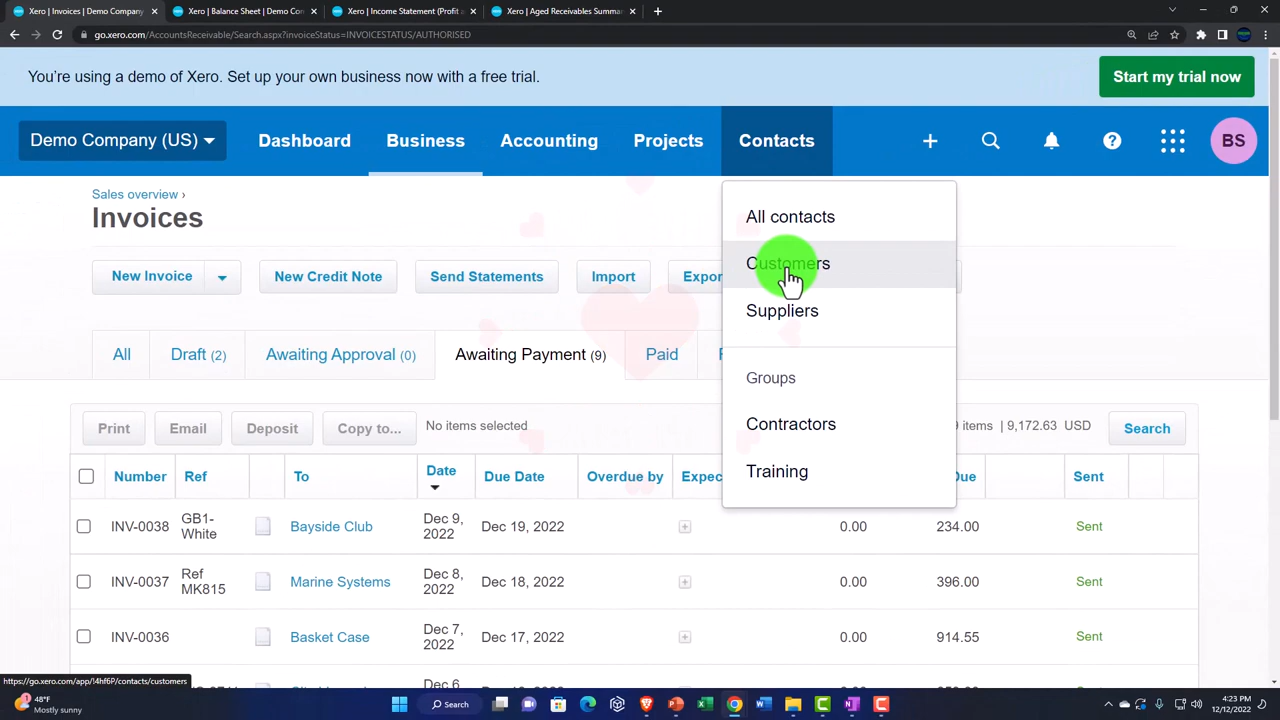 Xero | Invoices | Demo Company
Xero | Balance Sheet | Demo Con
Xero | Income Statement (Profit a
Xero | Aged Receivables Summar
go.xero.com/AccountsReceivable/Search.aspx?invoiceStatus=INVOICESTATUS/AUTHORISED
You're using a demo of Xero. Set up your own business now with a free trial.
Start my trial now
Demo Company (US)
Dashboard
Business
Accounting
Projects
Contacts
BS
Sales overview ›
Invoices
All contacts
Customers
Suppliers
Groups
Contractors
Training
New Invoice
New Credit Note
Send Statements
Import
Expor
All
Draft (2)
Awaiting Approval (0)
Awaiting Payment (9)
Paid
Print
Email
Deposit
Copy to...
No items selected
items | 9,172.63 USD
Search
Number
Ref
To
Date
Due Date
Overdue by
Expec
Due
Sent
INV-0038
GB1-
White
Bayside Club
Dec 9,
2022
Dec 19, 2022
0.00
234.00
Sent
INV-0037
Ref
MK815
Marine Systems
Dec 8,
2022
Dec 18, 2022
0.00
396.00
Sent
INV-0036
Basket Case
Dec 7,
2022
Dec 17, 2022
0.00
914.55
Sent
Dec 6
https://go.xero.com/app/!4hf6P/contacts/customers
48°F
Mostly sunny
Search
4:23 PM
12/12/2022